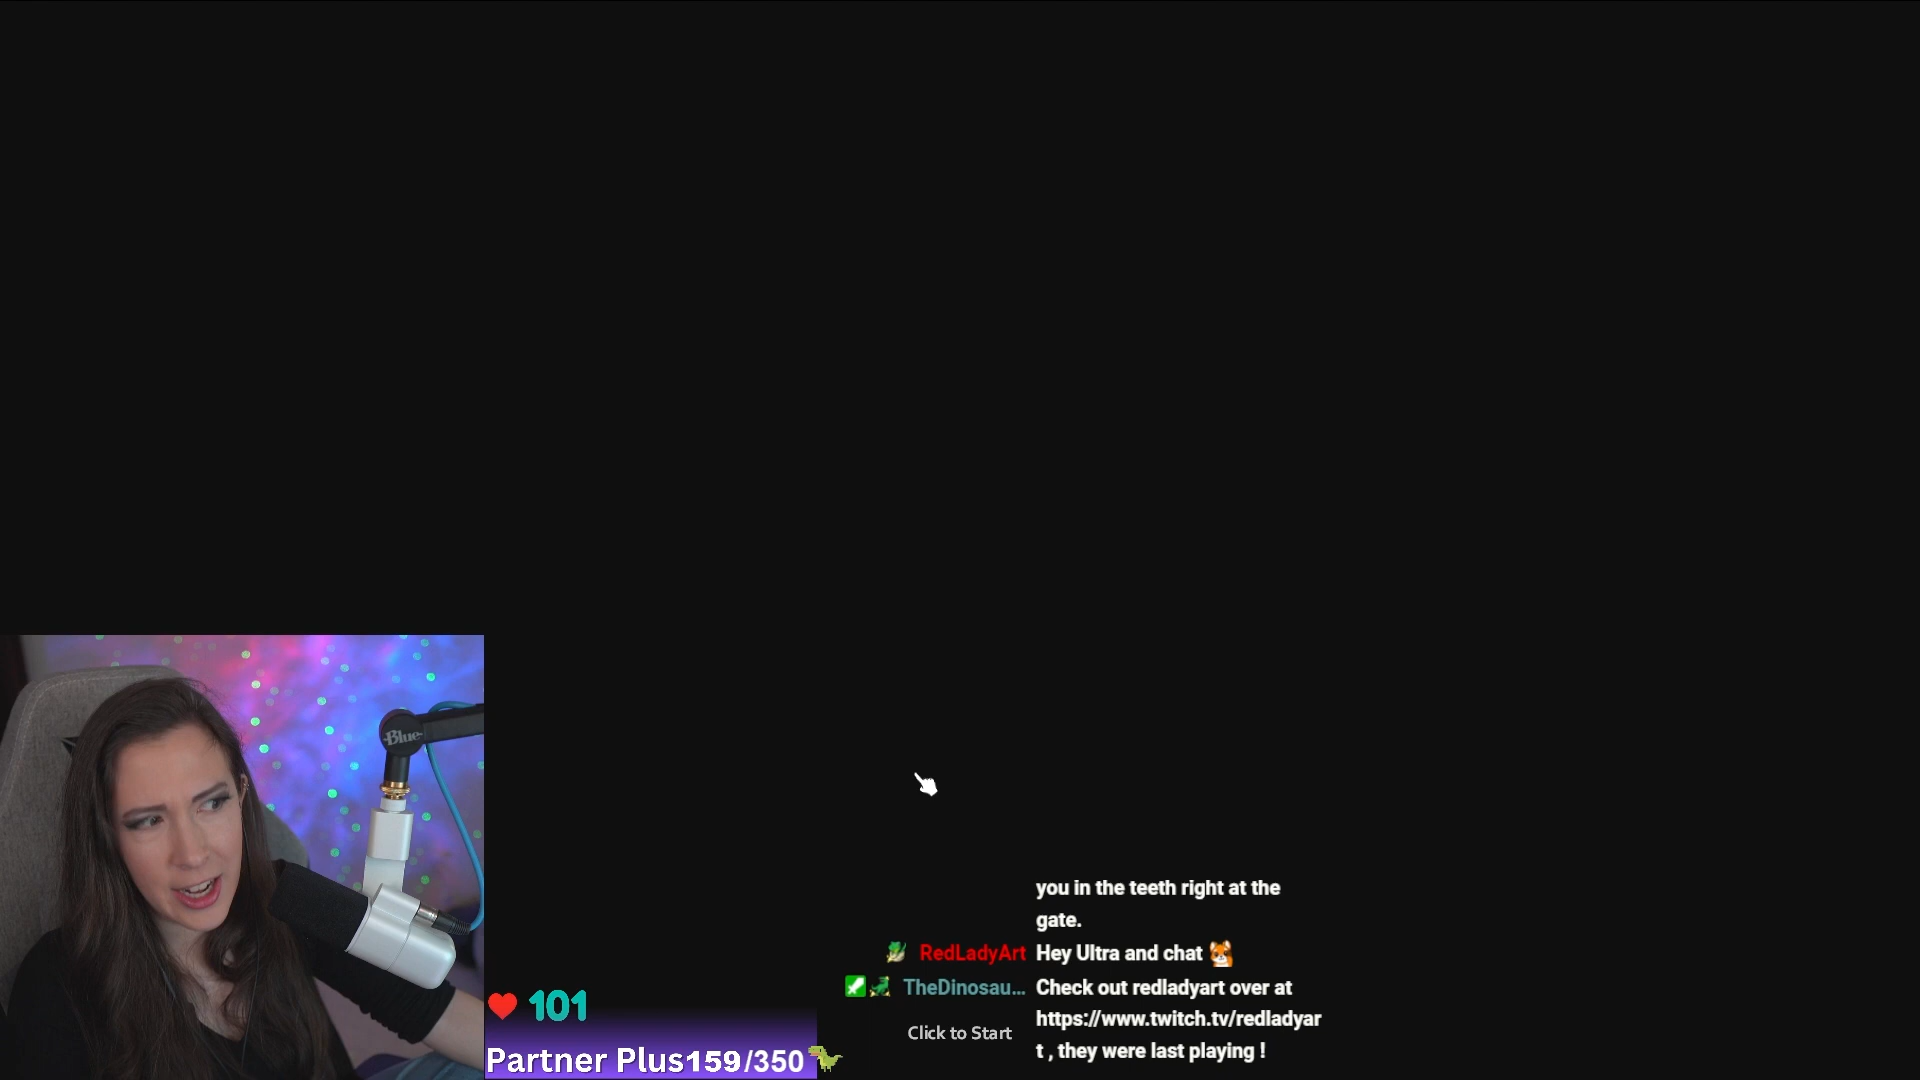 Blue
you in the teeth right at the
gate.
RedLadyArt Hey Ultra and chat
TheDinosau... Check out redladyart over at
https://www.twitch.tv/redladyar
t , they were last playing !
Click to Start
101
Partner Plus159/350